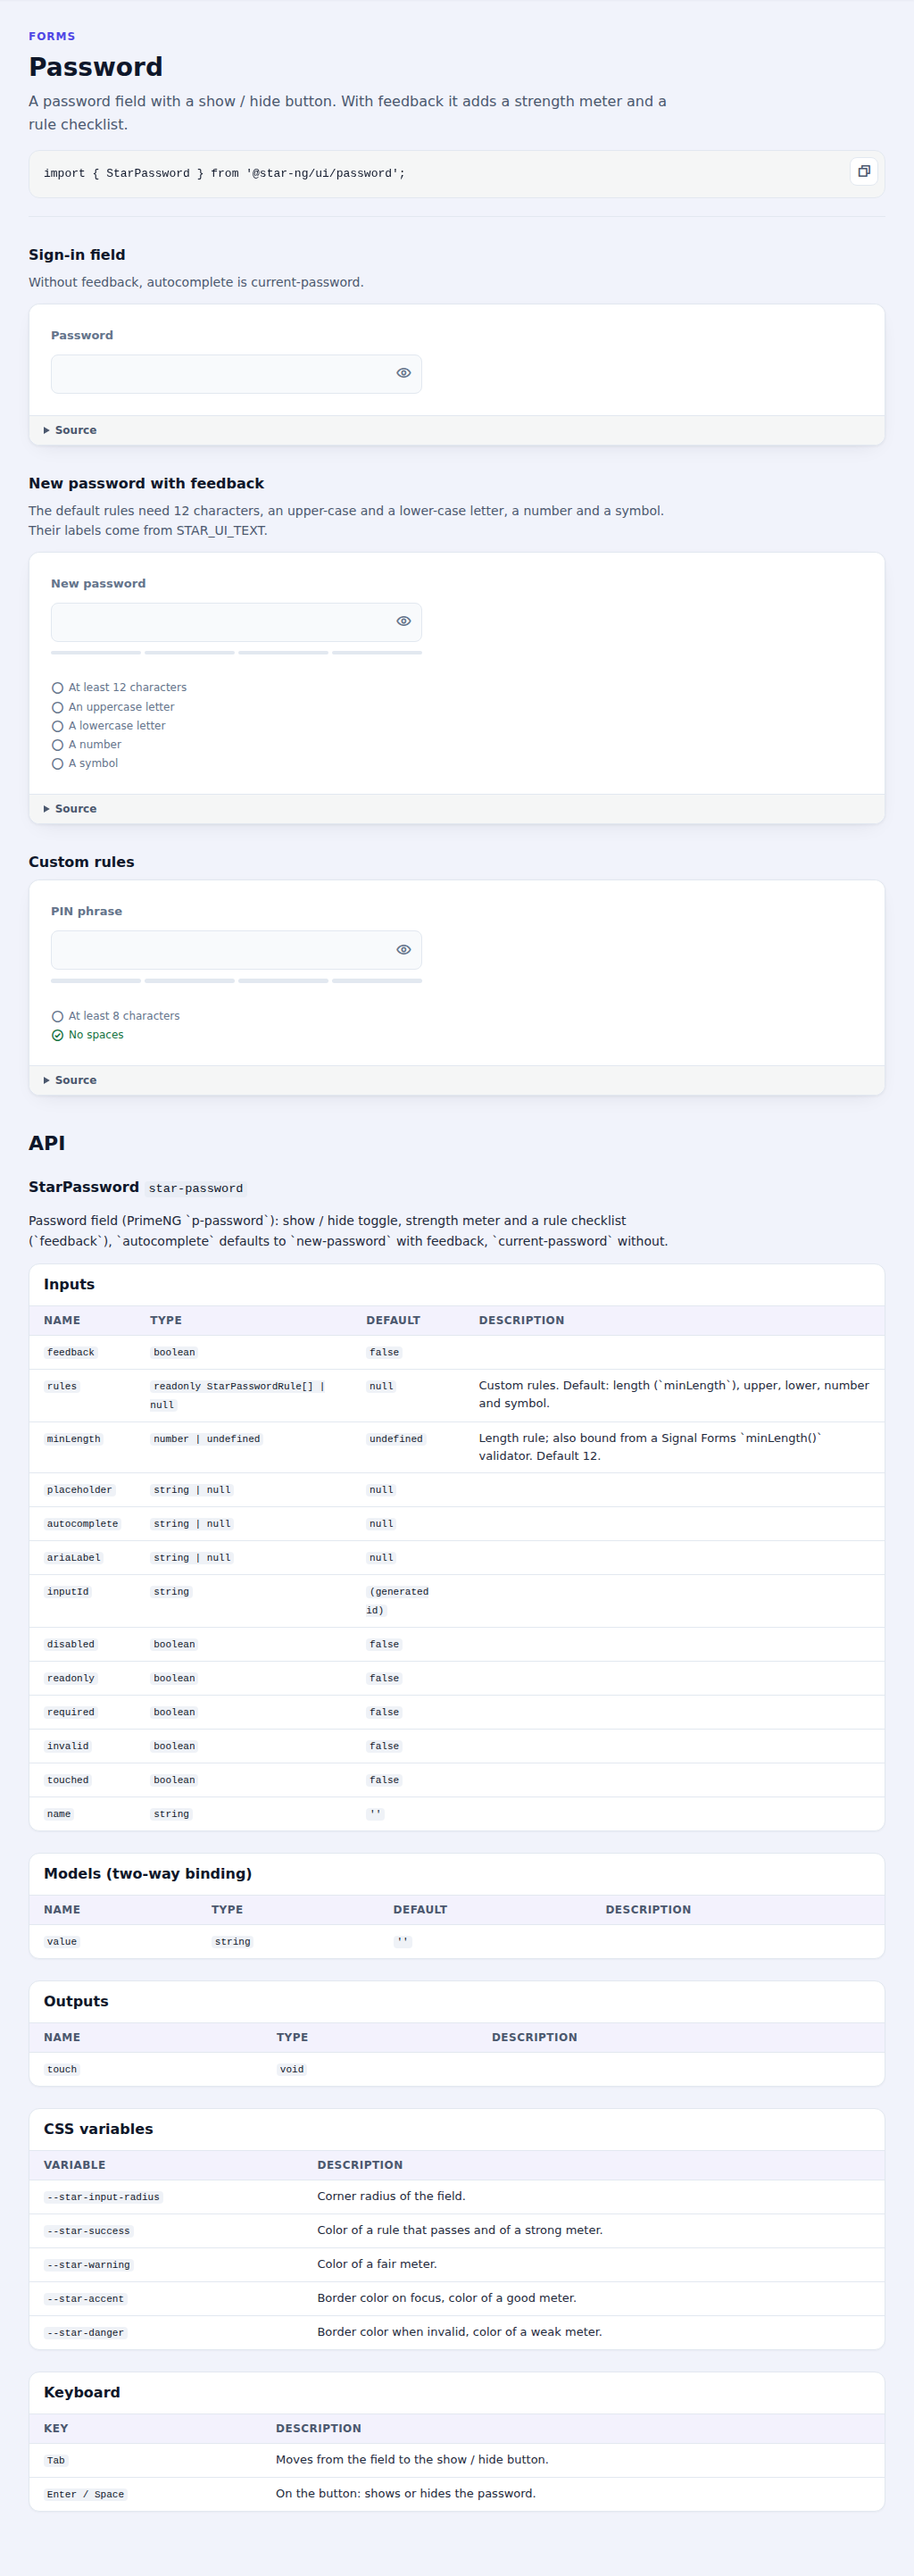 FORMS
Password
A password field with a show / hide button. With feedback it adds a strength meter and a
rule checklist.
import { StarPassword } from '@star-ng/ui/password';
Sign-in field
Without feedback, autocomplete is current-password.
Password
Source
New password with feedback
The default rules need 12 characters, an upper-case and a lower-case letter, a number and a symbol.
Their labels come from STAR_UI_TEXT.
New password
At least 12 characters
An uppercase letter
A lowercase letter
A number
A symbol
Source
Custom rules
PIN phrase
At least 8 characters
No spaces
Source
API
StarPassword star-password
Password field (PrimeNG `p-password`): show / hide toggle, strength meter and a rule checklist
(`feedback`), `autocomplete` defaults to `new-password` with feedback, `current-password` without.
Inputs
NAME TYPE DEFAULT DESCRIPTION
feedback boolean false
rules readonly StarPasswordRule[] | null null Custom rules. Default: length (`minLength`), upper, lower, number
and symbol.
minLength number | undefined undefined Length rule; also bound from a Signal Forms `minLength()`
validator. Default 12.
placeholder string | null null
autocomplete string | null null
ariaLabel string | null null
inputId string (generated
id)
disabled boolean false
readonly boolean false
required boolean false
invalid boolean false
touched boolean false
name string ''
Models (two-way binding)
NAME TYPE DEFAULT DESCRIPTION
value string ''
Outputs
NAME TYPE DESCRIPTION
touch void
CSS variables
VARIABLE DESCRIPTION
--star-input-radius Corner radius of the field.
--star-success Color of a rule that passes and of a strong meter.
--star-warning Color of a fair meter.
--star-accent Border color on focus, color of a good meter.
--star-danger Border color when invalid, color of a weak meter.
Keyboard
KEY DESCRIPTION
Tab Moves from the field to the show / hide button.
Enter / Space On the button: shows or hides the password.